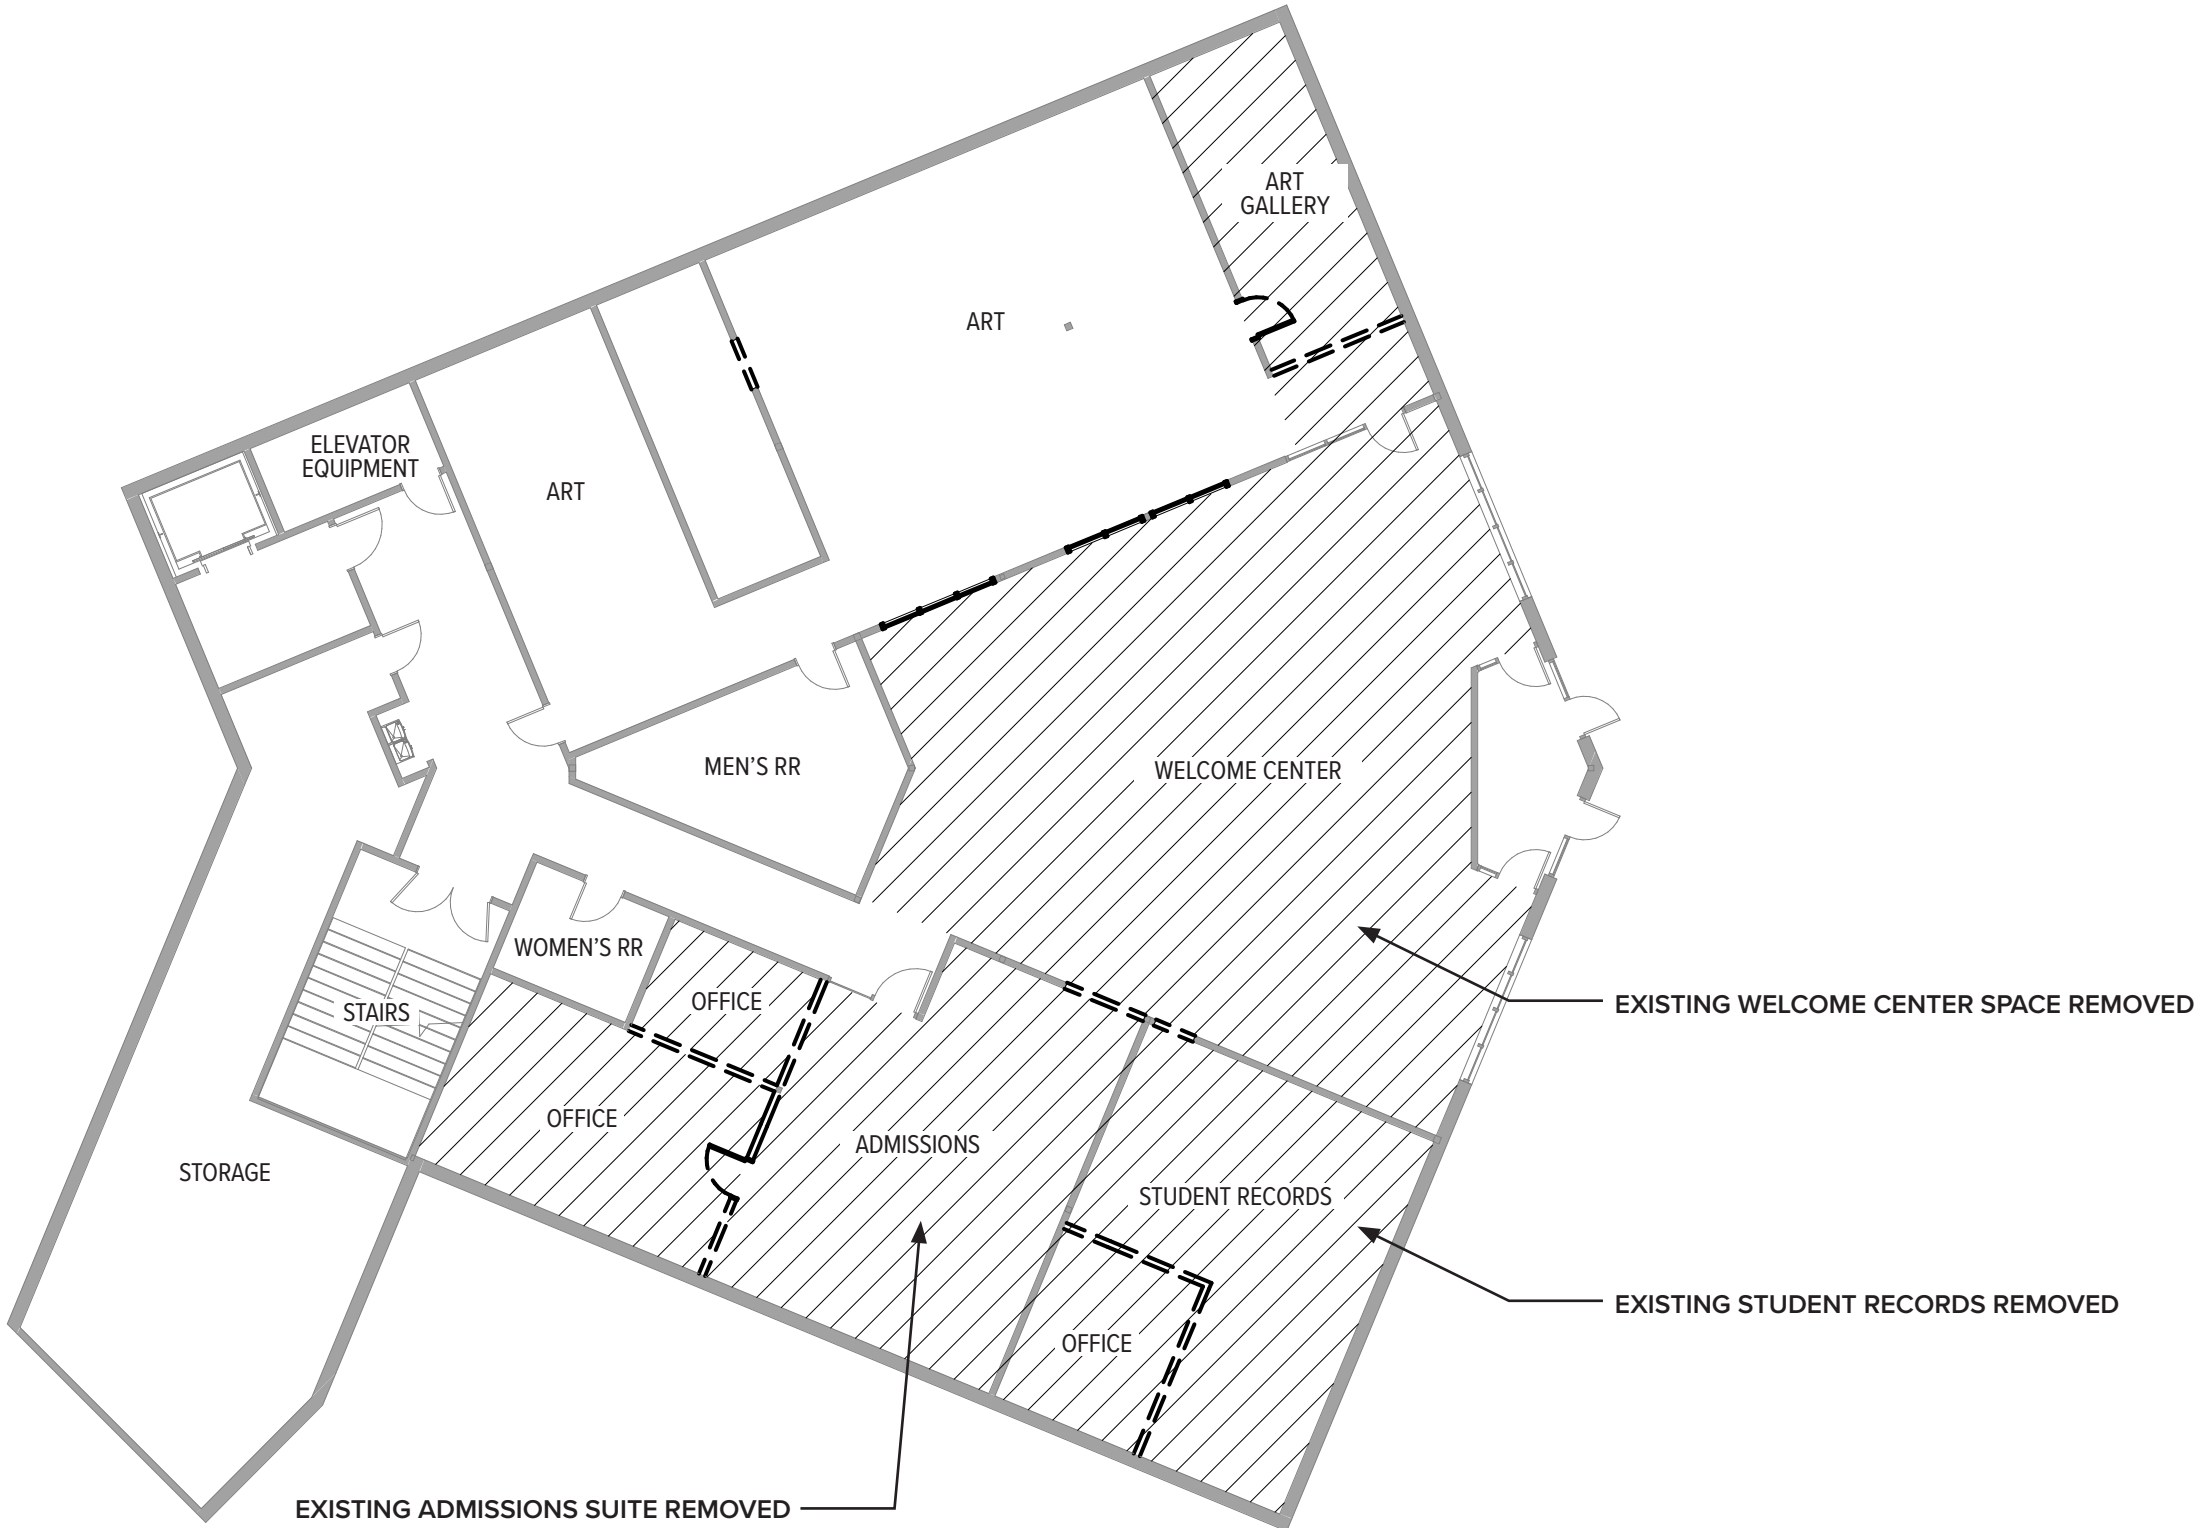 ART
GALLERY
ART
ELEVATOR
EQUIPMENT
ART
MEN'S RR
WELCOME CENTER
WOMEN'S RR
OFFICE
STAIRS
EXISTING WELCOME CENTER SPACE REMOVED
OFFICE
ADMISSIONS
STORAGE
STUDENT RECORDS
EXISTING STUDENT RECORDS REMOVED
OFFICE
EXISTING ADMISSIONS SUITE REMOVED